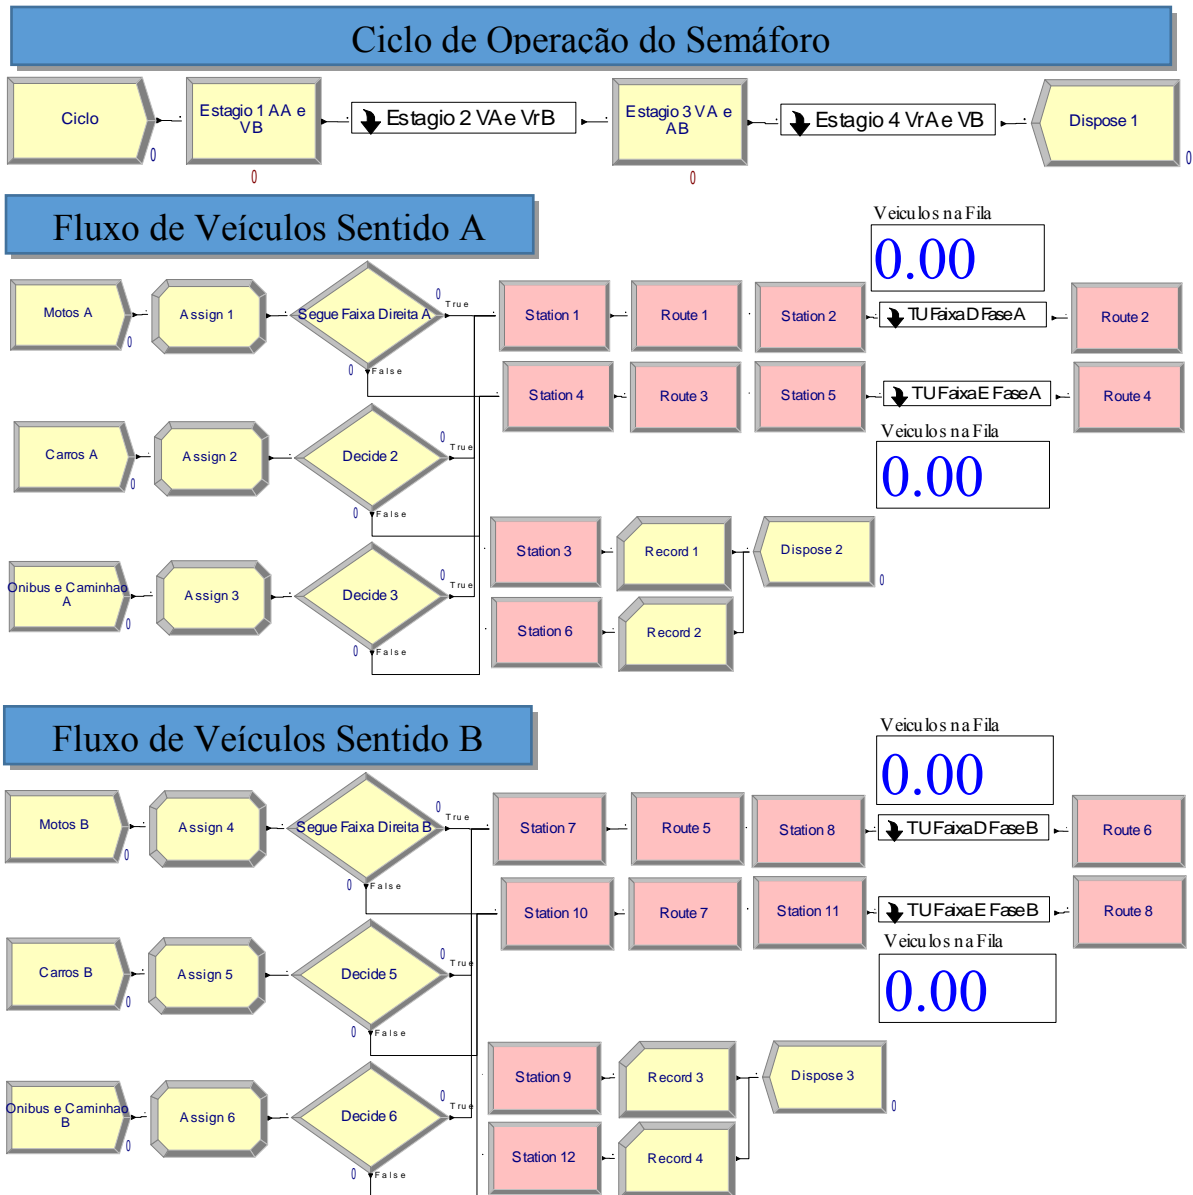 Ciclo de Operação do Semáforo
Ciclo
0
Estagio 1 AA e
VB
0
Estagio 2 VA e VrB
Estagio 3 VA e
AB
0
Estagio 4 VrA e VB
Dispose 1
0
Fluxo de Veículos Sentido A
Veiculos na Fila
0.00
Motos A
0
Assign 1
Segue Faixa Direita A
0
True
0
False
Station 1
Route 1
Station 2
TU Faixa D Fase A
Route 2
Station 4
Route 3
Station 5
TU Faixa E Fase A
Route 4
Veiculos na Fila
0.00
Carros A
0
Assign 2
Decide 2
0
True
0
False
Onibus e Caminhao
A
0
Assign 3
Decide 3
0
True
0
False
Station 3
Record 1
Dispose 2
0
Station 6
Record 2
Fluxo de Veículos Sentido B
Veiculos na Fila
0.00
Motos B
0
Assign 4
Segue Faixa Direita B
0
True
0
False
Station 7
Route 5
Station 8
TU Faixa D Fase B
Route 6
Station 10
Route 7
Station 11
TU Faixa E Fase B
Route 8
Veiculos na Fila
0.00
Carros B
0
Assign 5
Decide 5
0
True
0
False
Onibus e Caminhao
B
0
Assign 6
Decide 6
0
True
0
False
Station 9
Record 3
Dispose 3
0
Station 12
Record 4